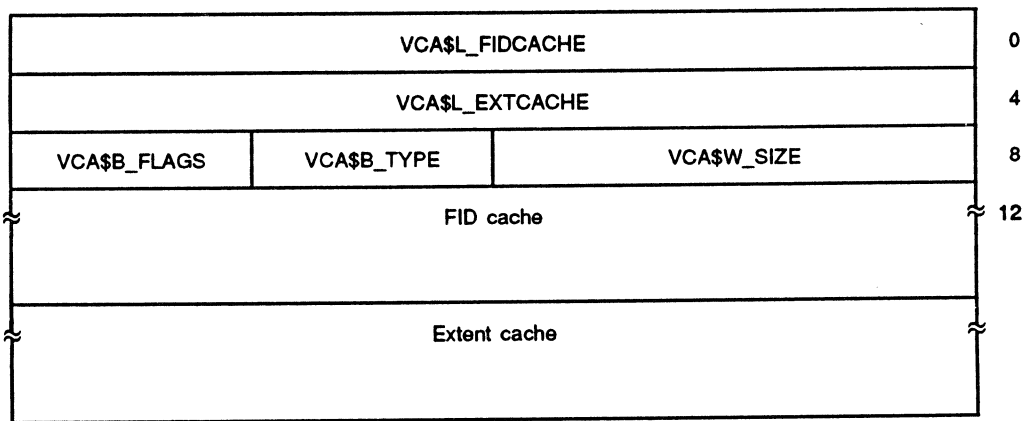 VCA$L_FIDCACHE 0
VCA$L_EXTCACHE 4
VCA$B_FLAGS VCA$B_TYPE VCA$W_SIZE 8
FID cache 12
Extent cache